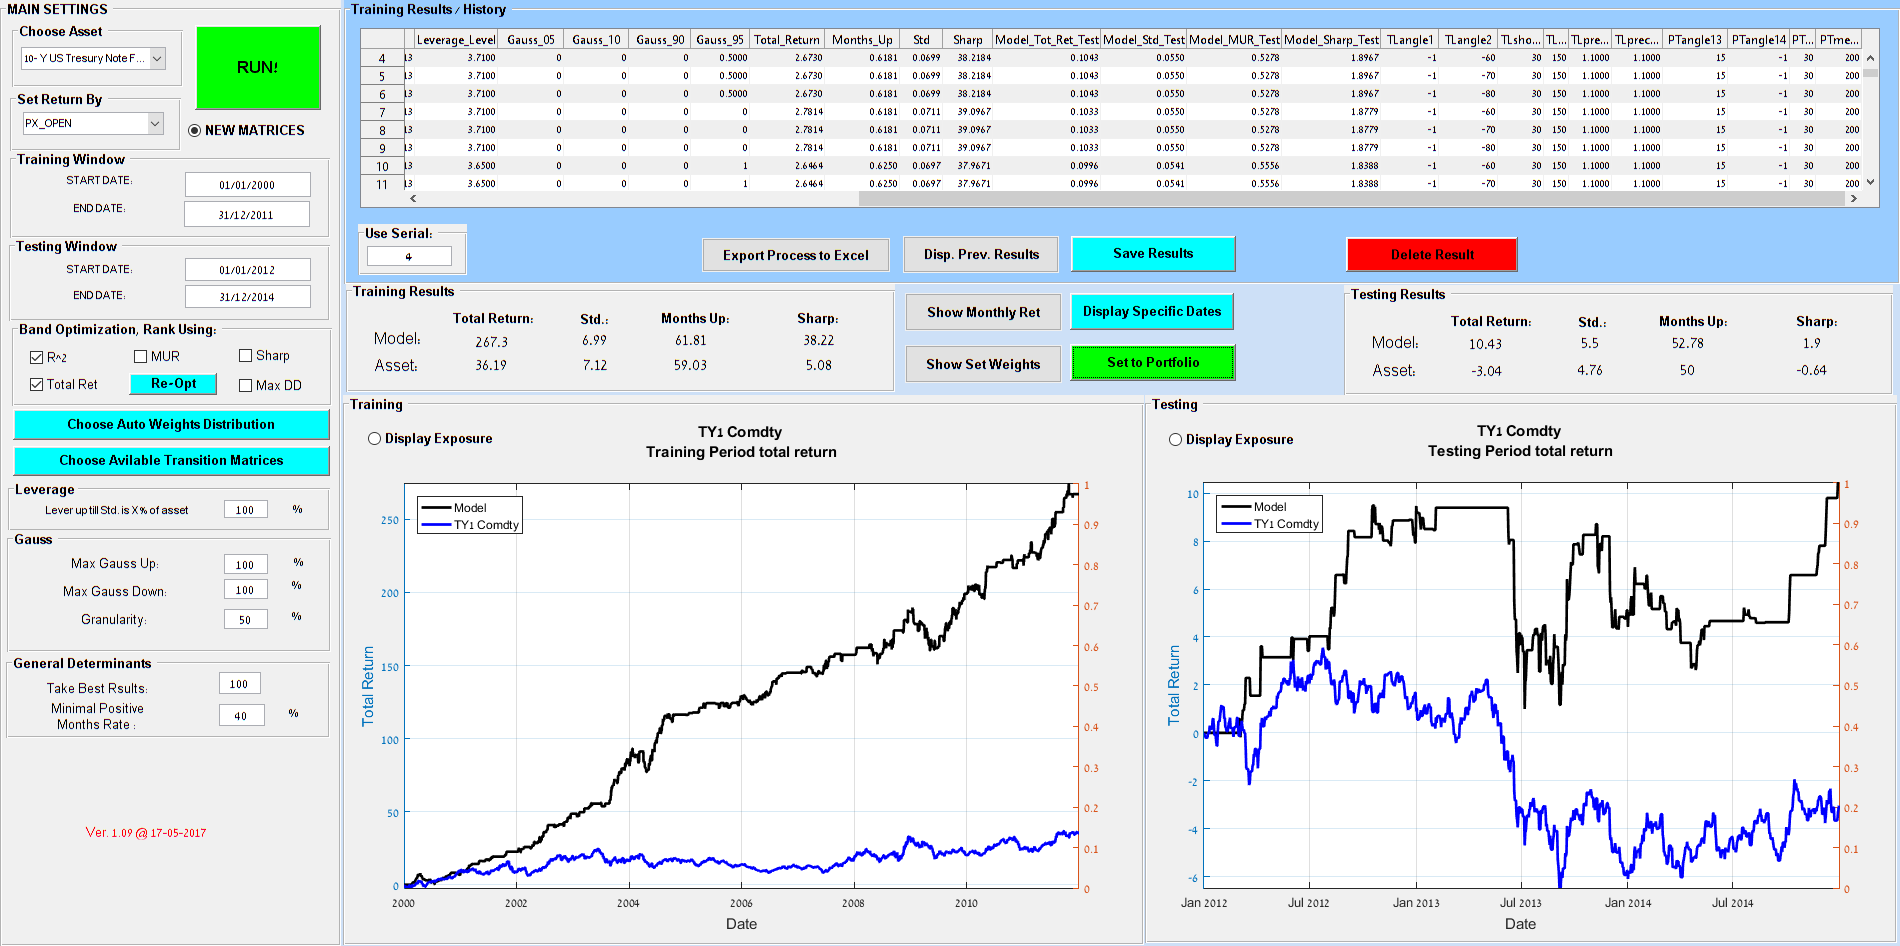 MAIN SETTINGS
Choose Asset
10- Y US Tresury Note F...
RUN!
Set Return By
PX_OPEN
NEW MATRICES
Training Window
START DATE:
01/01/2000
END DATE:
31/12/2011
Testing Window
START DATE:
01/01/2012
END DATE:
31/12/2014
Band Optimization, Rank Using:
R^2 MUR Sharp
Total Ret Re-Opt Max DD
Choose Auto Weights Distribution
Choose Avilable Transition Matrices
Leverage
Lever up till Std. is X% of asset 100 %
Gauss
Max Gauss Up: 100 %
Max Gauss Down: 100 %
Granularity: 50 %
General Determinants
Take Best Rsults: 100
Minimal Positive
Months Rate : 40 %
Ver. 1.09 @ 17-05-2017
Training Results / History
Leverage_Level Gauss_05 Gauss_10 Gauss_90 Gauss_95 Total_Return Months_Up Std Sharp Model_Tot_Ret_Test Model_Std_Test Model_MUR_Test Model_Sharp_Test TLangle1 TLangle2 TLsho... TL... TLpre... TLprec... PTangle13 PTangle14 PT... PTme...
4 13 3.7100 0 0 0 0.5000 2.6730 0.6181 0.0699 38.2184 0.1043 0.0550 0.5278 1.8967 -1 -60 30 150 1.1000 1.1000 15 -1 30 200
5 13 3.7100 0 0 0 0.5000 2.6730 0.6181 0.0699 38.2184 0.1043 0.0550 0.5278 1.8967 -1 -70 30 150 1.1000 1.1000 15 -1 30 200
6 13 3.7100 0 0 0 0.5000 2.6730 0.6181 0.0699 38.2184 0.1043 0.0550 0.5278 1.8967 -1 -80 30 150 1.1000 1.1000 15 -1 30 200
7 13 3.7100 0 0 0 0 2.7814 0.6181 0.0711 39.0967 0.1033 0.0550 0.5278 1.8779 -1 -60 30 150 1.1000 1.1000 15 -1 30 200
8 13 3.7100 0 0 0 0 2.7814 0.6181 0.0711 39.0967 0.1033 0.0550 0.5278 1.8779 -1 -70 30 150 1.1000 1.1000 15 -1 30 200
9 13 3.7100 0 0 0 0 2.7814 0.6181 0.0711 39.0967 0.1033 0.0550 0.5278 1.8779 -1 -80 30 150 1.1000 1.1000 15 -1 30 200
10 13 3.6500 0 0 0 1 2.6464 0.6250 0.0697 37.9671 0.0996 0.0541 0.5556 1.8388 -1 -60 30 150 1.1000 1.1000 15 -1 30 200
11 13 3.6500 0 0 0 1 2.6464 0.6250 0.0697 37.9671 0.0996 0.0541 0.5556 1.8388 -1 -70 30 150 1.1000 1.1000 15 -1 30 200
Use Serial:
4
Export Process to Excel Disp. Prev. Results Save Results Delete Result
Training Results
Total Return: Std.: Months Up: Sharp:
Model: 267.3 6.99 61.81 38.22
Asset: 36.19 7.12 59.03 5.08
Show Monthly Ret Display Specific Dates
Show Set Weights Set to Portfolio
Testing Results
Total Return: Std.: Months Up: Sharp:
Model: 10.43 5.5 52.78 1.9
Asset: -3.04 4.76 50 -0.64
Training
Display Exposure
TY1 Comdty
Training Period total return
Model
TY1 Comdty
Total Return
250
200
150
100
50
0
1
0.9
0.8
0.7
0.6
0.5
0.4
0.3
0.2
0.1
0
2000 2002 2004 2006 2008 2010
Date
Testing
Display Exposure
TY1 Comdty
Testing Period total return
Model
TY1 Comdty
Total Return
10
8
6
4
2
0
-2
-4
-6
1
0.9
0.8
0.7
0.6
0.5
0.4
0.3
0.2
0.1
0
Jan 2012 Jul 2012 Jan 2013 Jul 2013 Jan 2014 Jul 2014
Date